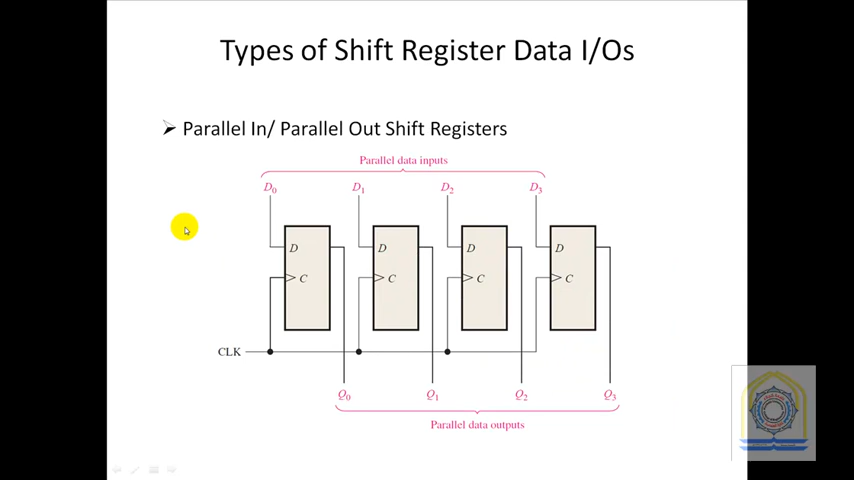 Types of Shift Register Data I/Os
➢ Parallel In/ Parallel Out Shift Registers
Parallel data inputs
D0 D1 D2 D3
D D D D
C C C C
CLK
Q0 Q1 Q2 Q3
Parallel data outputs